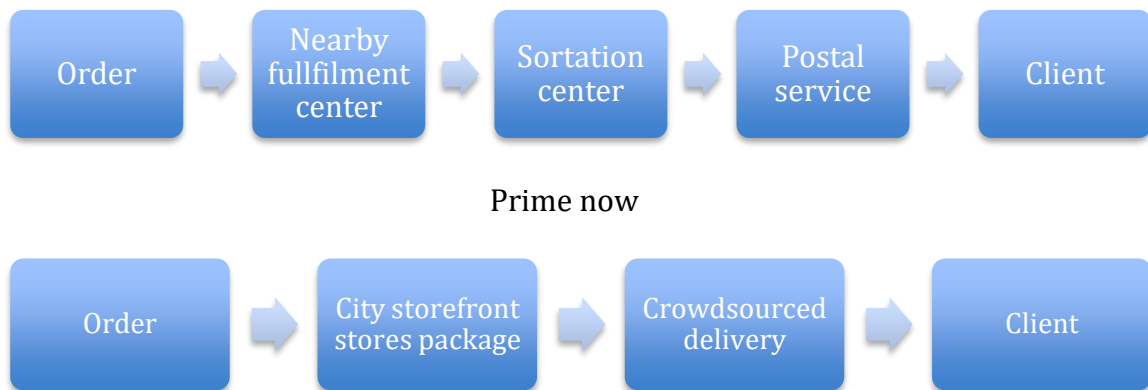 Order
Nearby
fullfilment
center
Sortation
center
Postal
service
Client
Prime now
Order
City storefront
stores package
Crowdsourced
delivery
Client